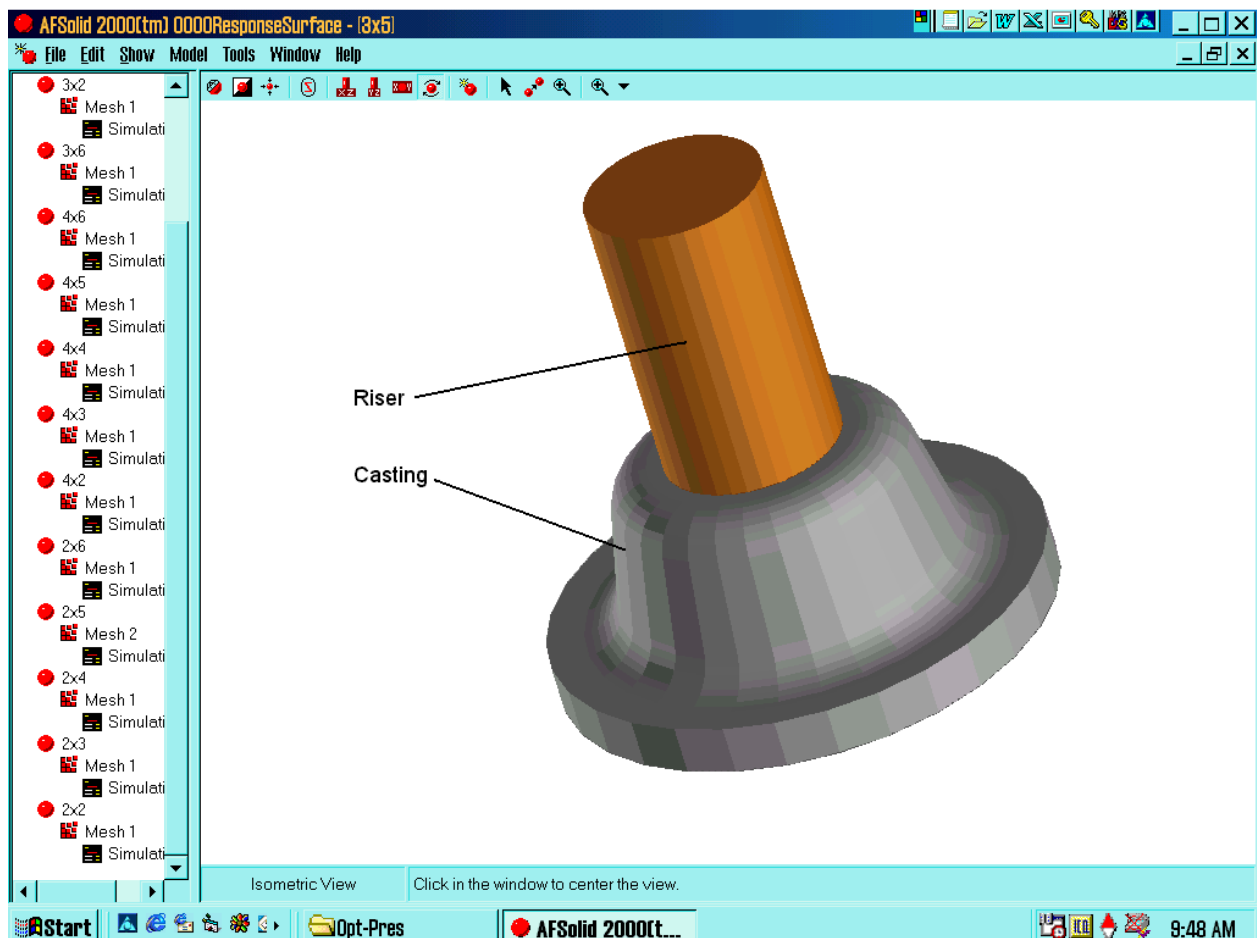 AFSolid 2000(tm) 0000ResponseSurface - [3x5]
File Edit Show Model Tools Window Help
3x2
Mesh 1
Simulati
3x6
Mesh 1
Simulati
4x6
Mesh 1
Simulati
4x5
Mesh 1
Simulati
4x4
Mesh 1
Simulati
4x3
Mesh 1
Simulati
4x2
Mesh 1
Simulati
2x6
Mesh 1
Simulati
2x5
Mesh 2
Simulati
2x4
Mesh 1
Simulati
2x3
Mesh 1
Simulati
2x2
Mesh 1
Simulati
Riser
Casting
Isometric View
Click in the window to center the view.
Start
Opt-Pres
AFSolid 2000(t...
9:48 AM